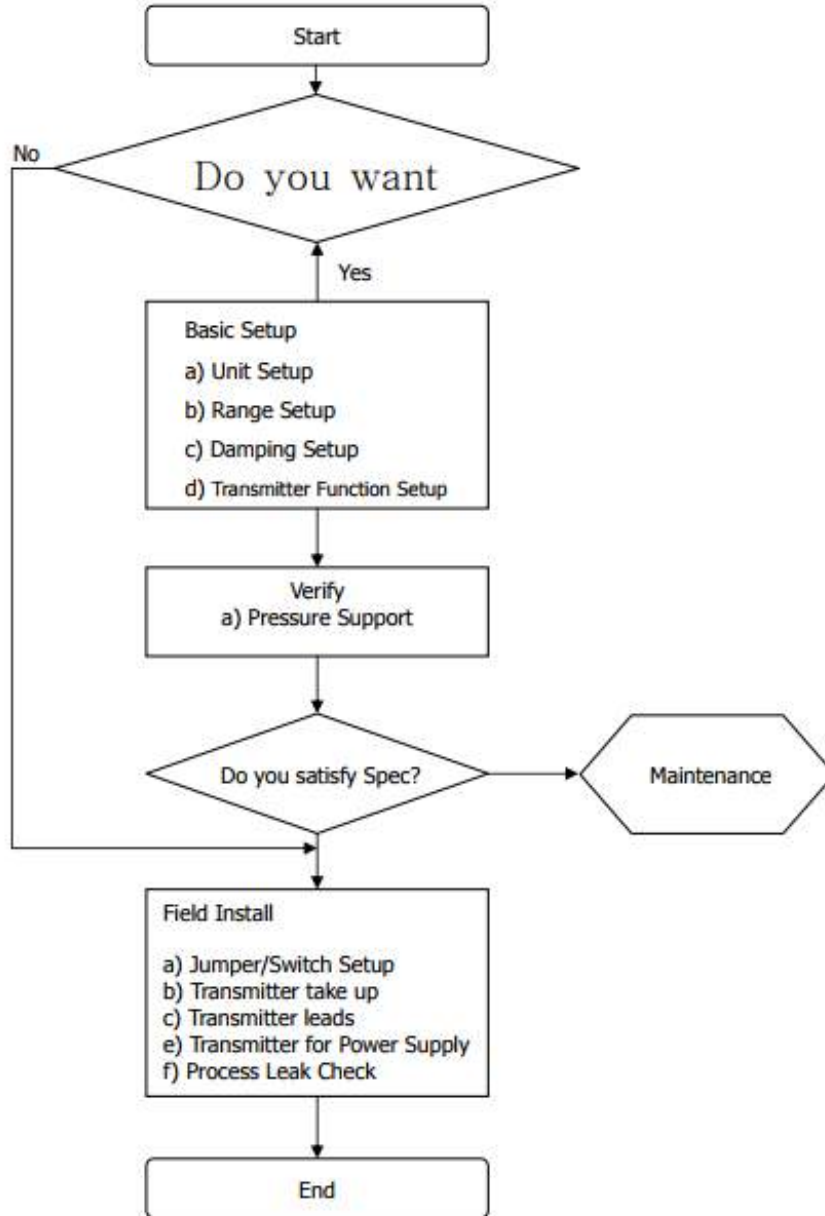 Start
No
Do you want
Yes
Basic Setup
a) Unit Setup
b) Range Setup
c) Damping Setup
d) Transmitter Function Setup
Verify
a) Pressure Support
Do you satisfy Spec?
Maintenance
Field Install
a) Jumper/Switch Setup
b) Transmitter take up
c) Transmitter leads
e) Transmitter for Power Supply
f) Process Leak Check
End